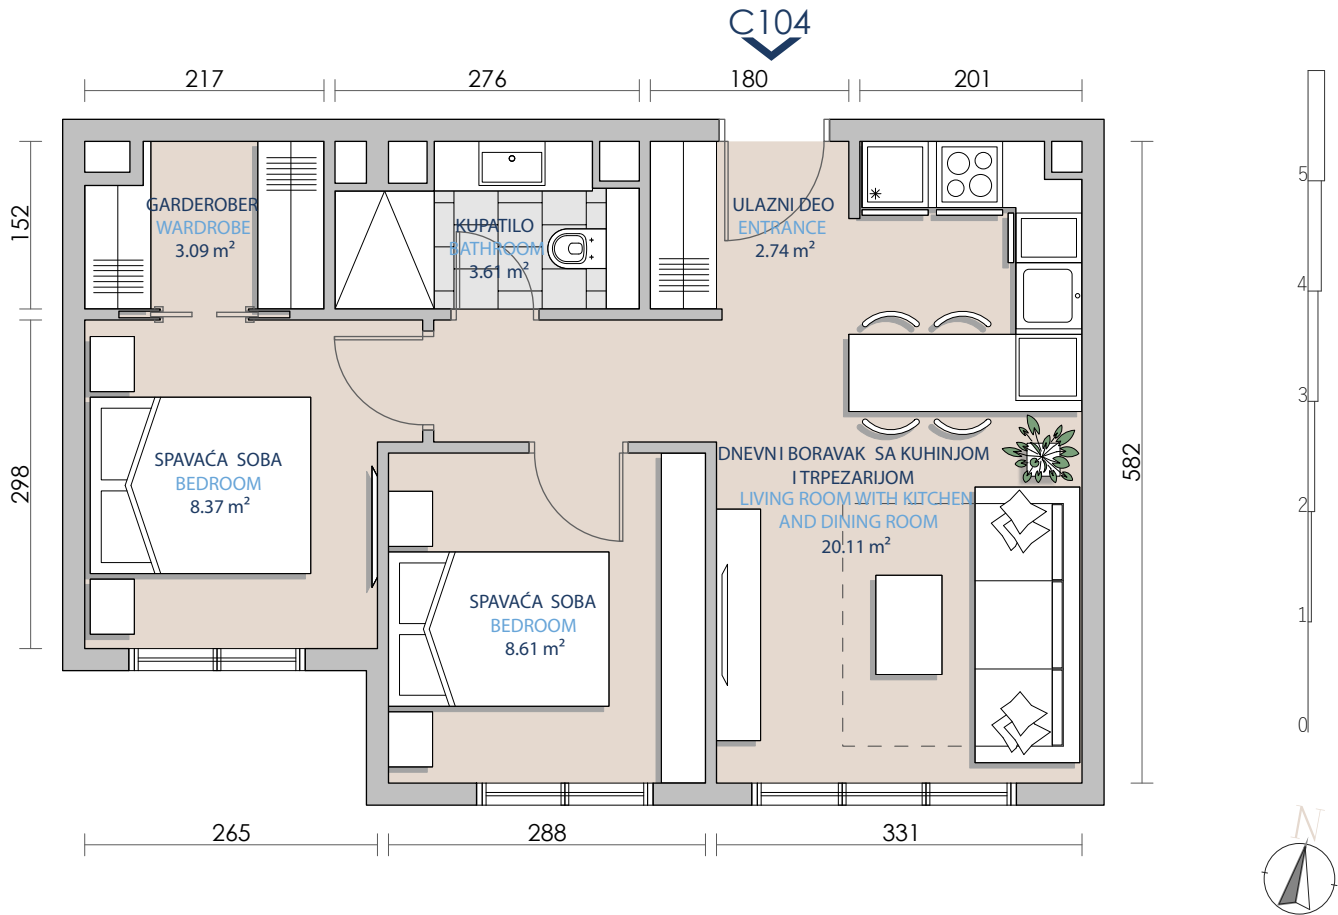 C104
217
276
180
201
152
298
582
GARDEROBER
WARDROBE
3.09 m²
KUPATILO
BATHROOM
3.61 m²
ULAZNI DEO
ENTRANCE
2.74 m²
SPAVAĆA SOBA
BEDROOM
8.37 m²
DNEVNI BORAVAK SA KUHINJOM
I TRPEZARIJOM
LIVING ROOM WITH KITCHEN
AND DINING ROOM
20.11 m²
SPAVAĆA SOBA
BEDROOM
8.61 m²
265
288
331
5
4
3
2
1
0
N